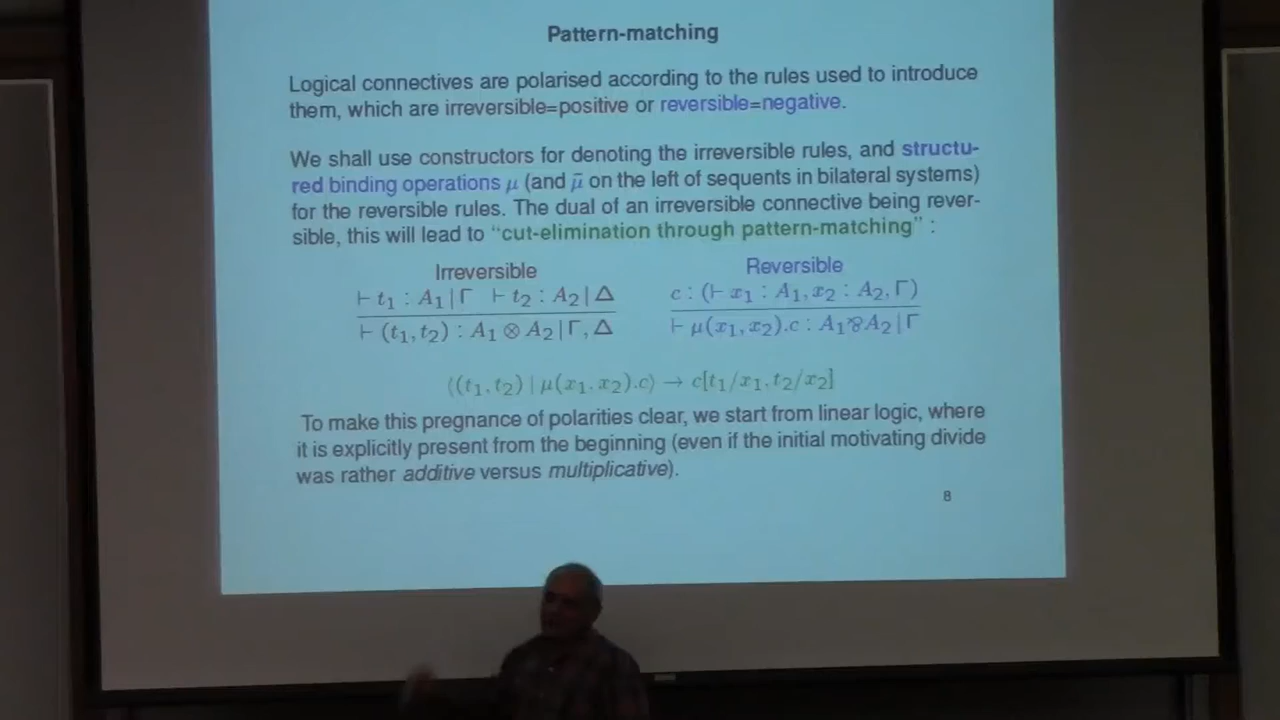 Pattern-matching
Logical connectives are polarised according to the rules used to introduce
them, which are irreversible=positive or reversible=negative.
We shall use constructors for denoting the irreversible rules, and structu-
red binding operations μ (and μ̃ on the left of sequents in bilateral systems)
for the reversible rules. The dual of an irreversible connective being rever-
sible, this will lead to “cut-elimination through pattern-matching” :
Irreversible
⊢ t₁ : A₁ | Γ ⊢ t₂ : A₂ | Δ
⊢ (t₁, t₂) : A₁ ⊗ A₂ | Γ, Δ
Reversible
c : (⊢ x₁ : A₁, x₂ : A₂, Γ)
⊢ μ(x₁, x₂).c : A₁ ⅋ A₂ | Γ
⟨(t₁, t₂) | μ(x₁, x₂).c⟩ → c[t₁/x₁, t₂/x₂]
To make this pregnance of polarities clear, we start from linear logic, where
it is explicitly present from the beginning (even if the initial motivating divide
was rather additive versus multiplicative).
8